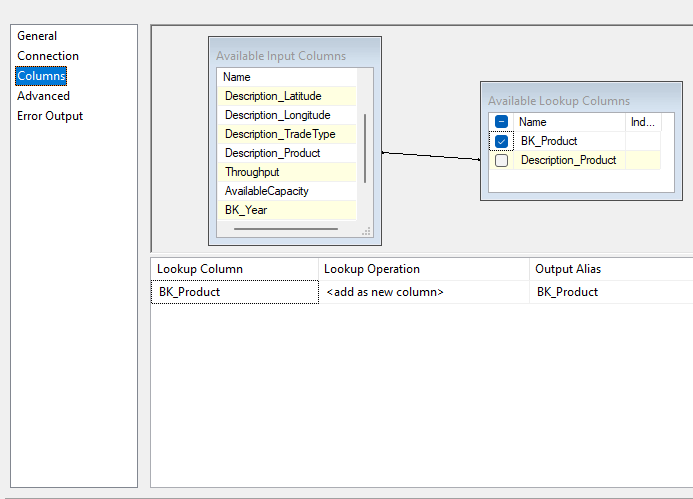 General
Connection
Columns
Advanced
Error Output
Available Input Columns
Name
Description_Latitude
Description_Longitude
Description_TradeType
Description_Product
Throughput
AvailableCapacity
BK_Year
Available Lookup Columns
Name Ind...
BK_Product
Description_Product
Lookup Column Lookup Operation Output Alias
BK_Product <add as new column> BK_Product